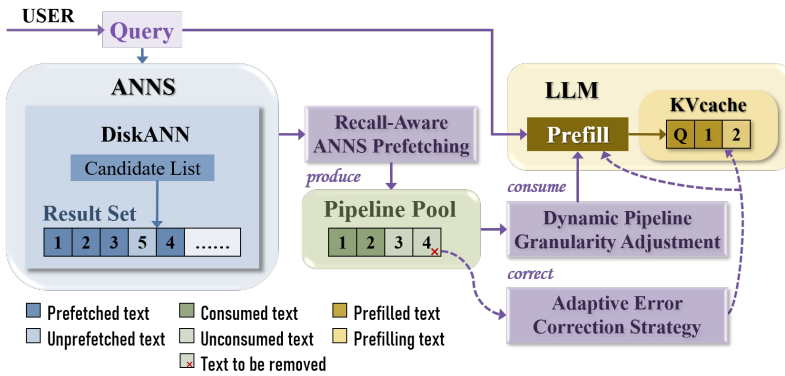 USER
Query
ANNS
DiskANN
Candidate List
Result Set
1 2 3 5 4 ......
Recall-Aware
ANNS Prefetching
produce
Pipeline Pool
1 2 3 4
LLM
Prefill
KVcache
Q 1 2
consume
Dynamic Pipeline
Granularity Adjustment
correct
Adaptive Error
Correction Strategy
Prefetched text
Unprefetched text
Consumed text
Unconsumed text
Text to be removed
Prefilled text
Prefilling text